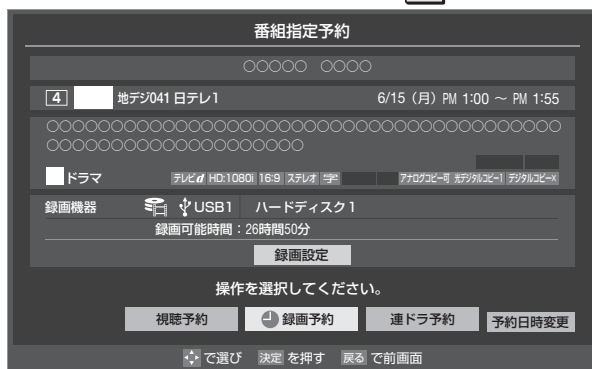 番組指定予約
○○○○○ ○○○○
4 地デジ041 日テレ1 6/15（月）PM 1:00 ～ PM 1:55
○○○○○○○○○○○○○○○○○○○○○○○○○○○○○○○○
○○○○○○○○○○○○○○○○
ドラマ テレビd HD:1080i 16:9 ステレオ 字 アナログコピー可 光デジタルコピー1 デジタルコピー×
録画機器 USB1 ハードディスク1
録画可能時間：26時間50分
録画設定
操作を選択してください。
視聴予約 録画予約 連ドラ予約 予約日時変更
で選び 決定 を押す 戻る で前画面